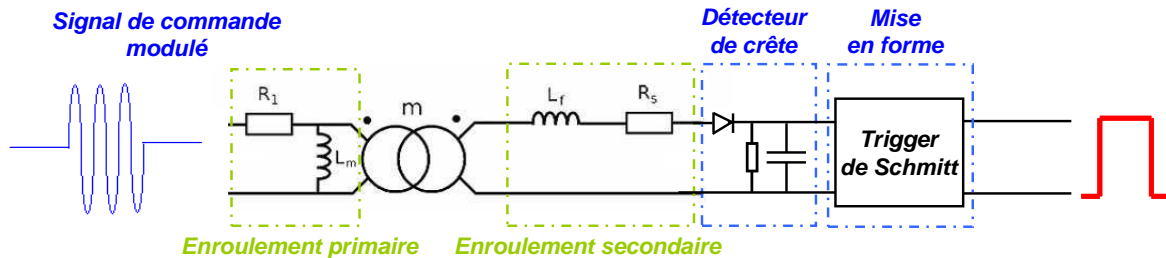 Signal de commande
modulé
Détecteur
de crête
Mise
en forme
R1
m
Lm
Lf
Rs
Trigger
de Schmitt
Enroulement primaire
Enroulement secondaire